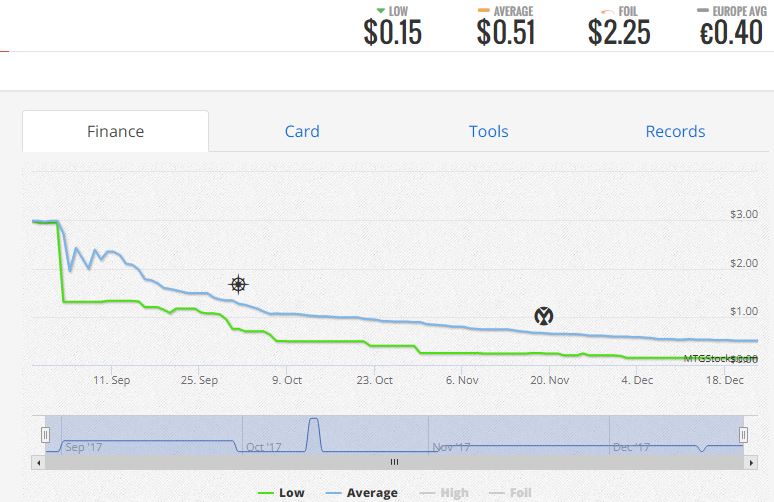 LOW AVERAGE FOIL EUROPE AVG
$0.15 $0.51 $2.25 €0.40
Finance Card Tools Records
$3.00
$2.00
$1.00
MTGStocks $0.00
11. Sep 25. Sep 9. Oct 23. Oct 6. Nov 20. Nov 4. Dec 18. Dec
Sep '17 Oct '17 Nov '17 Dec '17
Low Average High Foil